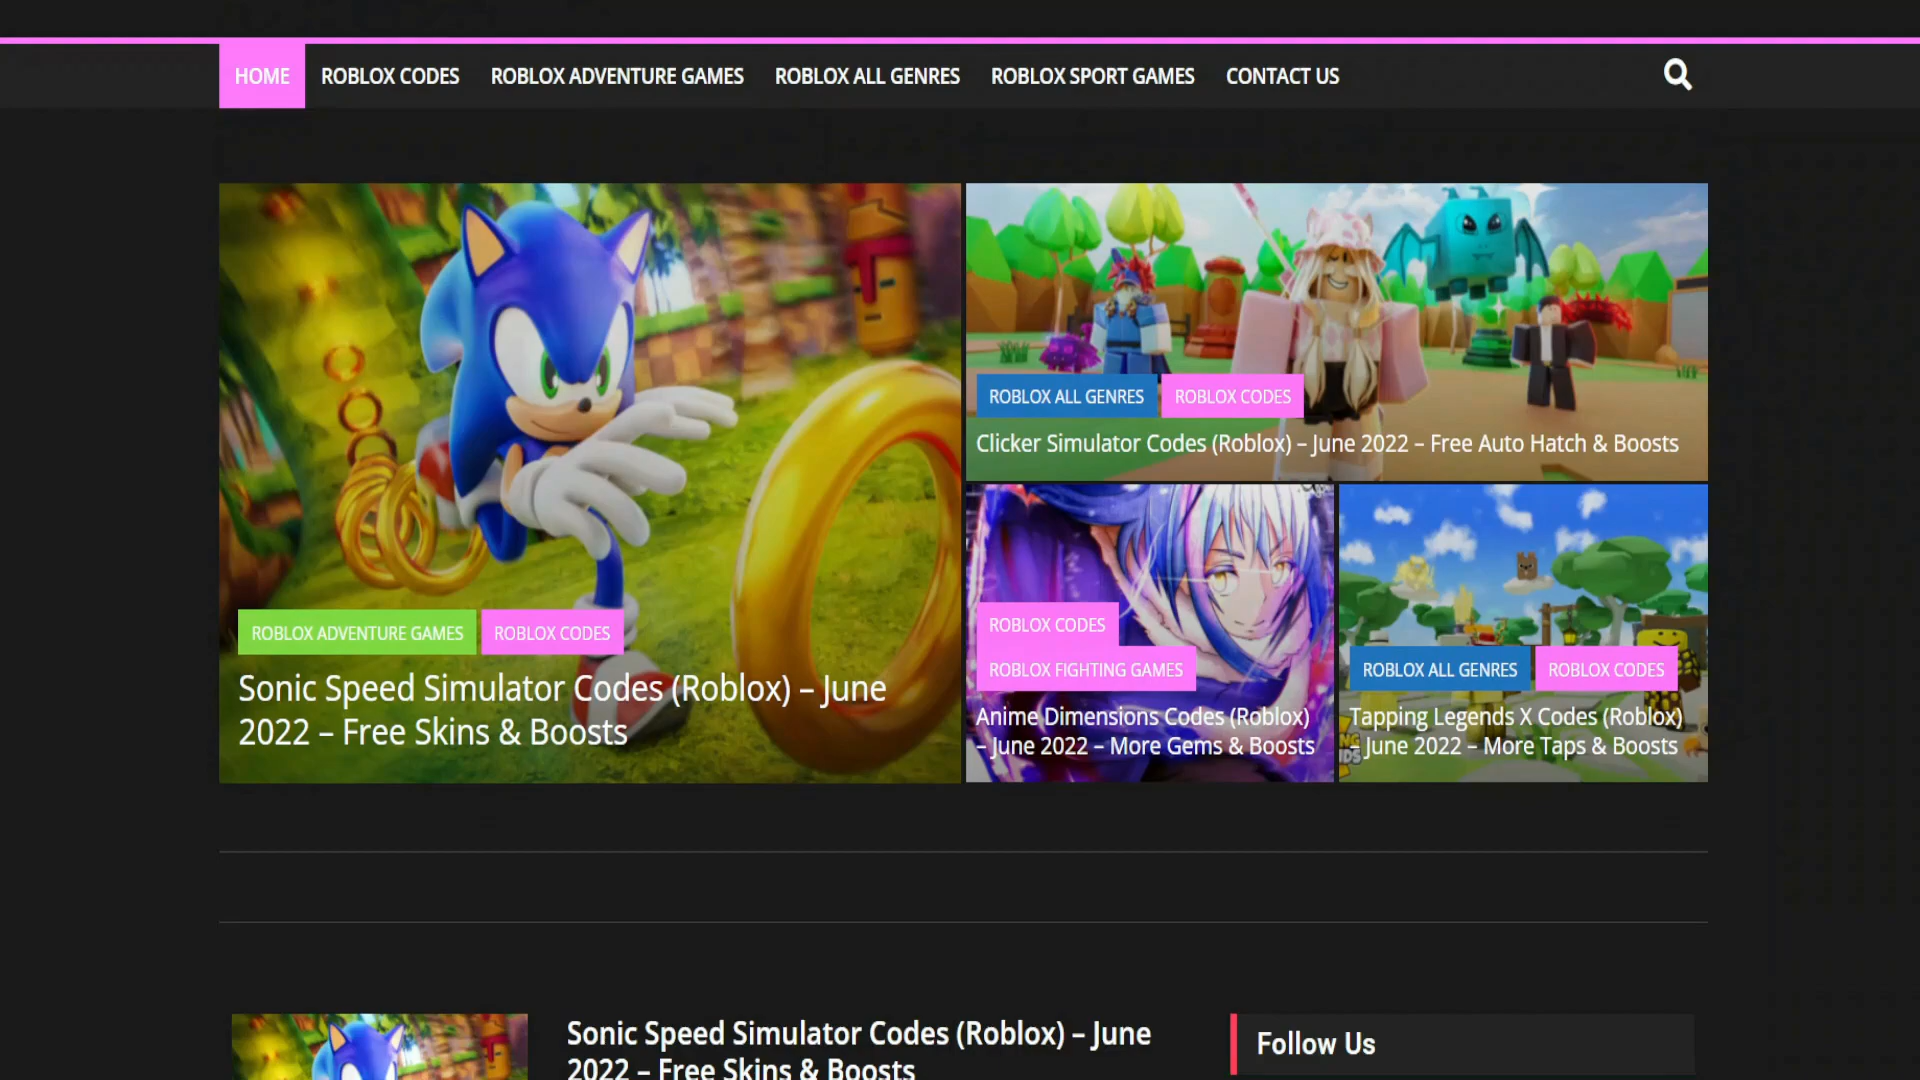 HOME ROBLOX CODES ROBLOX ADVENTURE GAMES ROBLOX ALL GENRES ROBLOX SPORT GAMES CONTACT US
ROBLOX ADVENTURE GAMES ROBLOX CODES
Sonic Speed Simulator Codes (Roblox) – June
2022 – Free Skins & Boosts
ROBLOX ALL GENRES ROBLOX CODES
Clicker Simulator Codes (Roblox) – June 2022 – Free Auto Hatch & Boosts
ROBLOX CODES
ROBLOX FIGHTING GAMES
Anime Dimensions Codes (Roblox)
– June 2022 – More Gems & Boosts
ROBLOX ALL GENRES ROBLOX CODES
Tapping Legends X Codes (Roblox)
– June 2022 – More Taps & Boosts
Sonic Speed Simulator Codes (Roblox) – June
2022 – Free Skins & Boosts
Follow Us